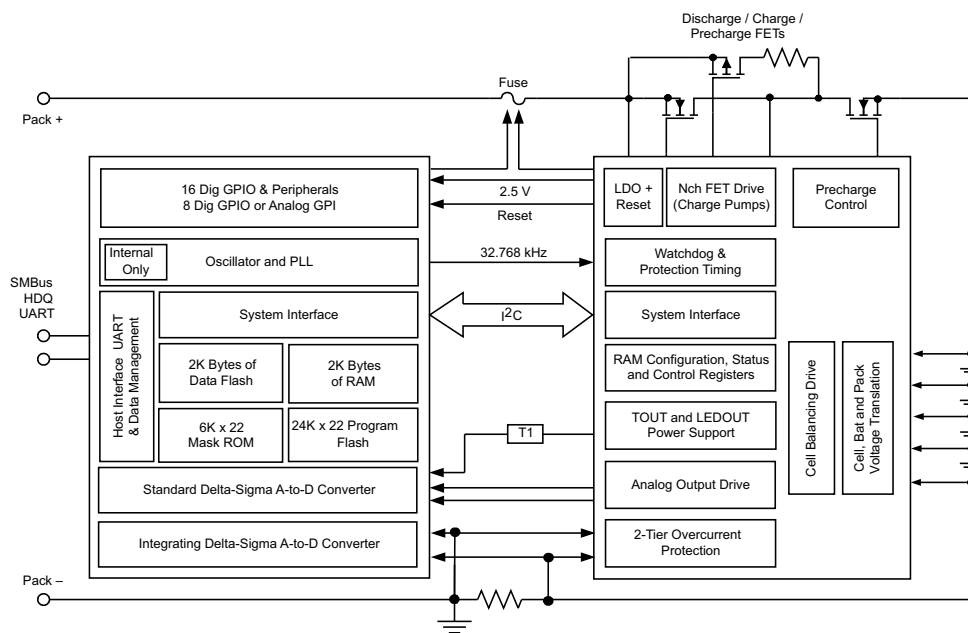 Discharge / Charge /
Precharge FETs
Fuse
Pack +
16 Dig GPIO & Peripherals
8 Dig GPIO or Analog GPI
2.5 V
Reset
LDO +
Reset
Nch FET Drive
(Charge Pumps)
Precharge
Control
Internal
Only
Oscillator and PLL
32.768 kHz
Watchdog &
Protection Timing
SMBus
HDQ
UART
Host Interface UART
& Data Management
System Interface
I2C
System Interface
2K Bytes of
Data Flash
2K Bytes
of RAM
RAM Configuration, Status
and Control Registers
6K x 22
Mask ROM
24K x 22 Program
Flash
T1
TOUT and LEDOUT
Power Support
Cell Balancing Drive
Cell, Bat and Pack
Voltage Translation
Standard Delta-Sigma A-to-D Converter
Analog Output Drive
Integrating Delta-Sigma A-to-D Converter
2-Tier Overcurrent
Protection
Pack –